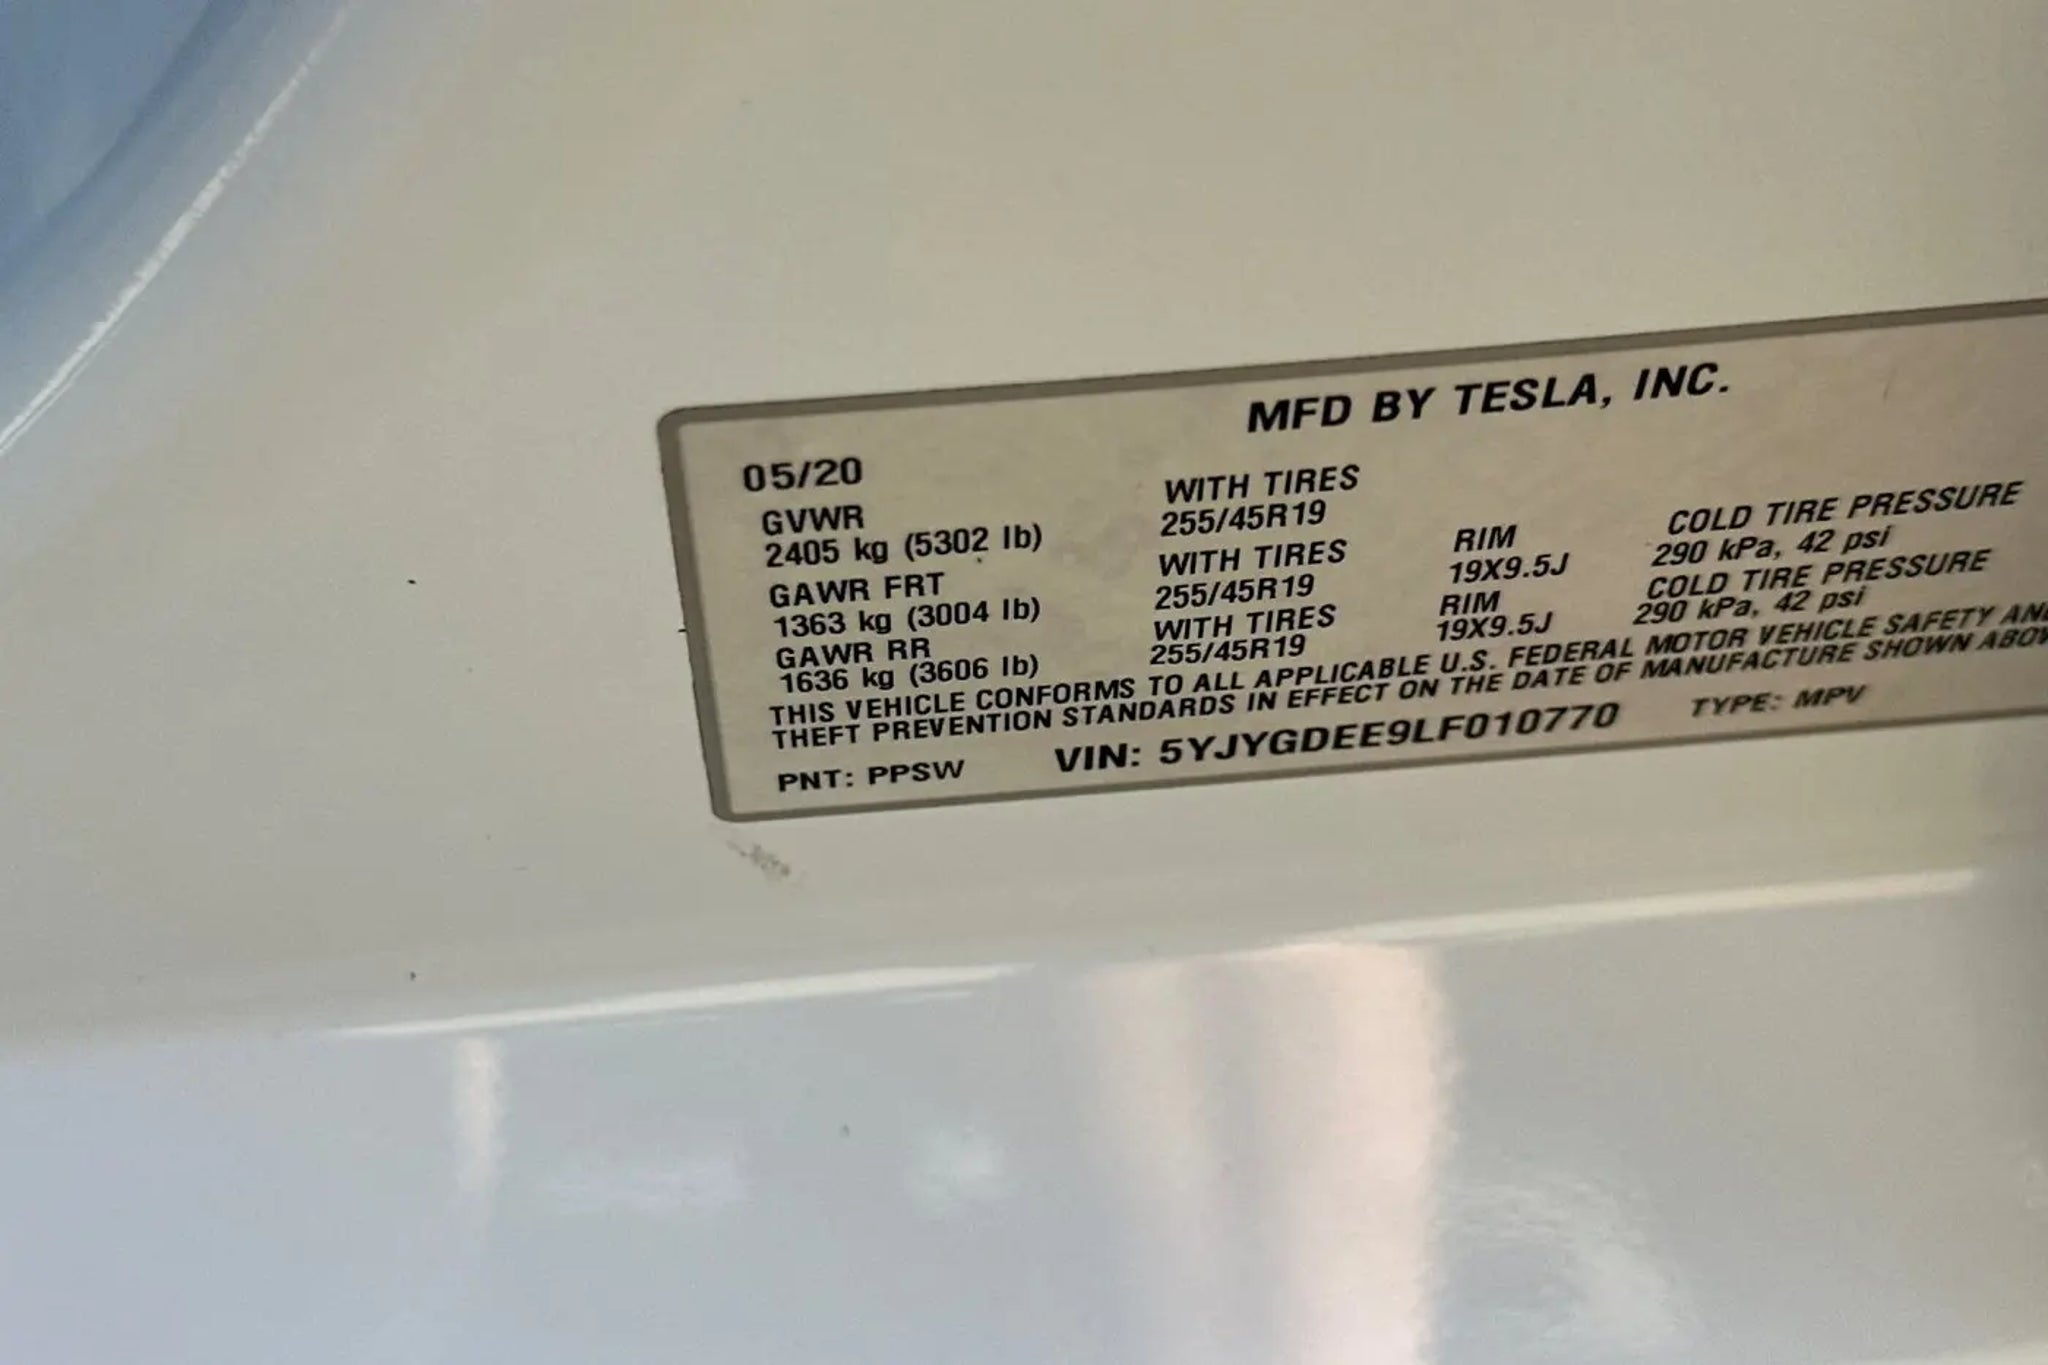 MFD BY TESLA, INC.
05/20
GVWR WITH TIRES
2405 kg (5302 lb) 255/45R19 RIM COLD TIRE PRESSURE
GAWR FRT WITH TIRES 19X9.5J 290 kPa, 42 psi
1363 kg (3004 lb) 255/45R19 RIM COLD TIRE PRESSURE
GAWR RR WITH TIRES 19X9.5J 290 kPa, 42 psi
1636 kg (3606 lb) 255/45R19
THIS VEHICLE CONFORMS TO ALL APPLICABLE U.S. FEDERAL MOTOR VEHICLE SAFETY AND
THEFT PREVENTION STANDARDS IN EFFECT ON THE DATE OF MANUFACTURE SHOWN ABOV
PNT: PPSW VIN: 5YJYGDEE9LF010770 TYPE: MPV